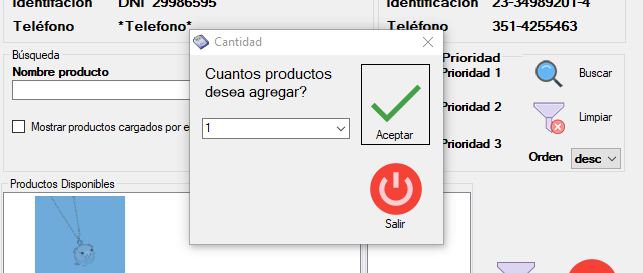 Identifación DNI 29986595
Identificación 23-34989201-4
Teléfono *Telefono*
Teléfono 351-4255463
Cantidad
Cuantos productos
desea agregar?
1
Aceptar
Salir
Búsqueda
Nombre producto
Mostrar productos cargados por e
Prioridad
Prioridad 1
Prioridad 2
Prioridad 3
Buscar
Limpiar
Orden desc
Productos Disponibles